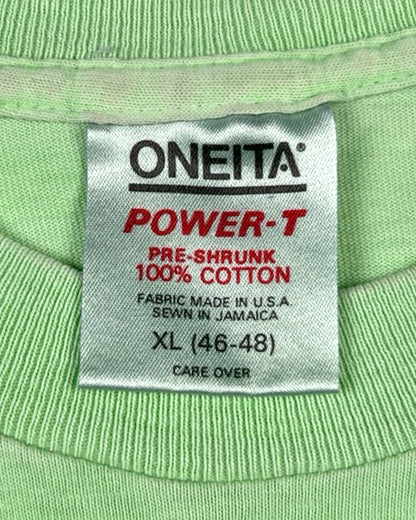 ONEITA®
POWER-T
PRE-SHRUNK
100% COTTON
FABRIC MADE IN U.S.A.
SEWN IN JAMAICA
XL (46-48)
CARE OVER